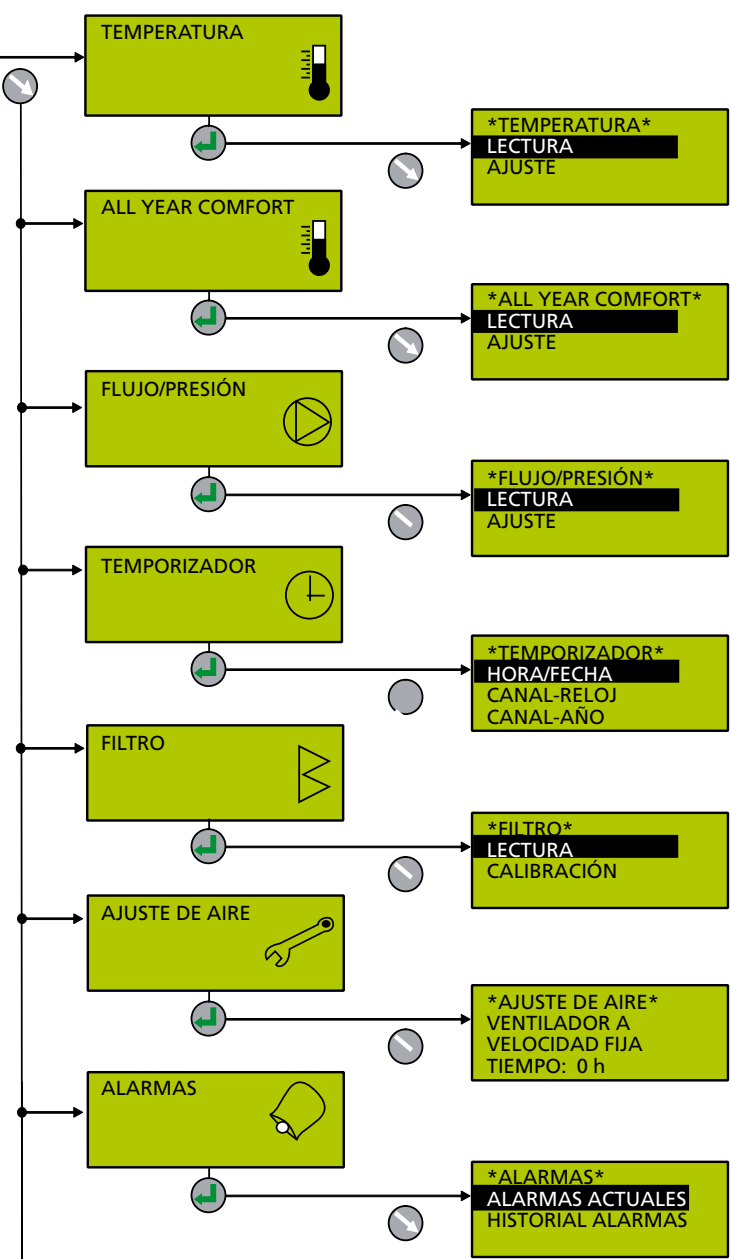 TEMPERATURA
*TEMPERATURA*
LECTURA
AJUSTE
ALL YEAR COMFORT
*ALL YEAR COMFORT*
LECTURA
AJUSTE
FLUJO/PRESIÓN
*FLUJO/PRESIÓN*
LECTURA
AJUSTE
TEMPORIZADOR
*TEMPORIZADOR*
HORA/FECHA
CANAL-RELOJ
CANAL-AÑO
FILTRO
*FILTRO*
LECTURA
CALIBRACIÓN
AJUSTE DE AIRE
*AJUSTE DE AIRE*
VENTILADOR A
VELOCIDAD FIJA
TIEMPO: 0 h
ALARMAS
*ALARMAS*
ALARMAS ACTUALES
HISTORIAL ALARMAS